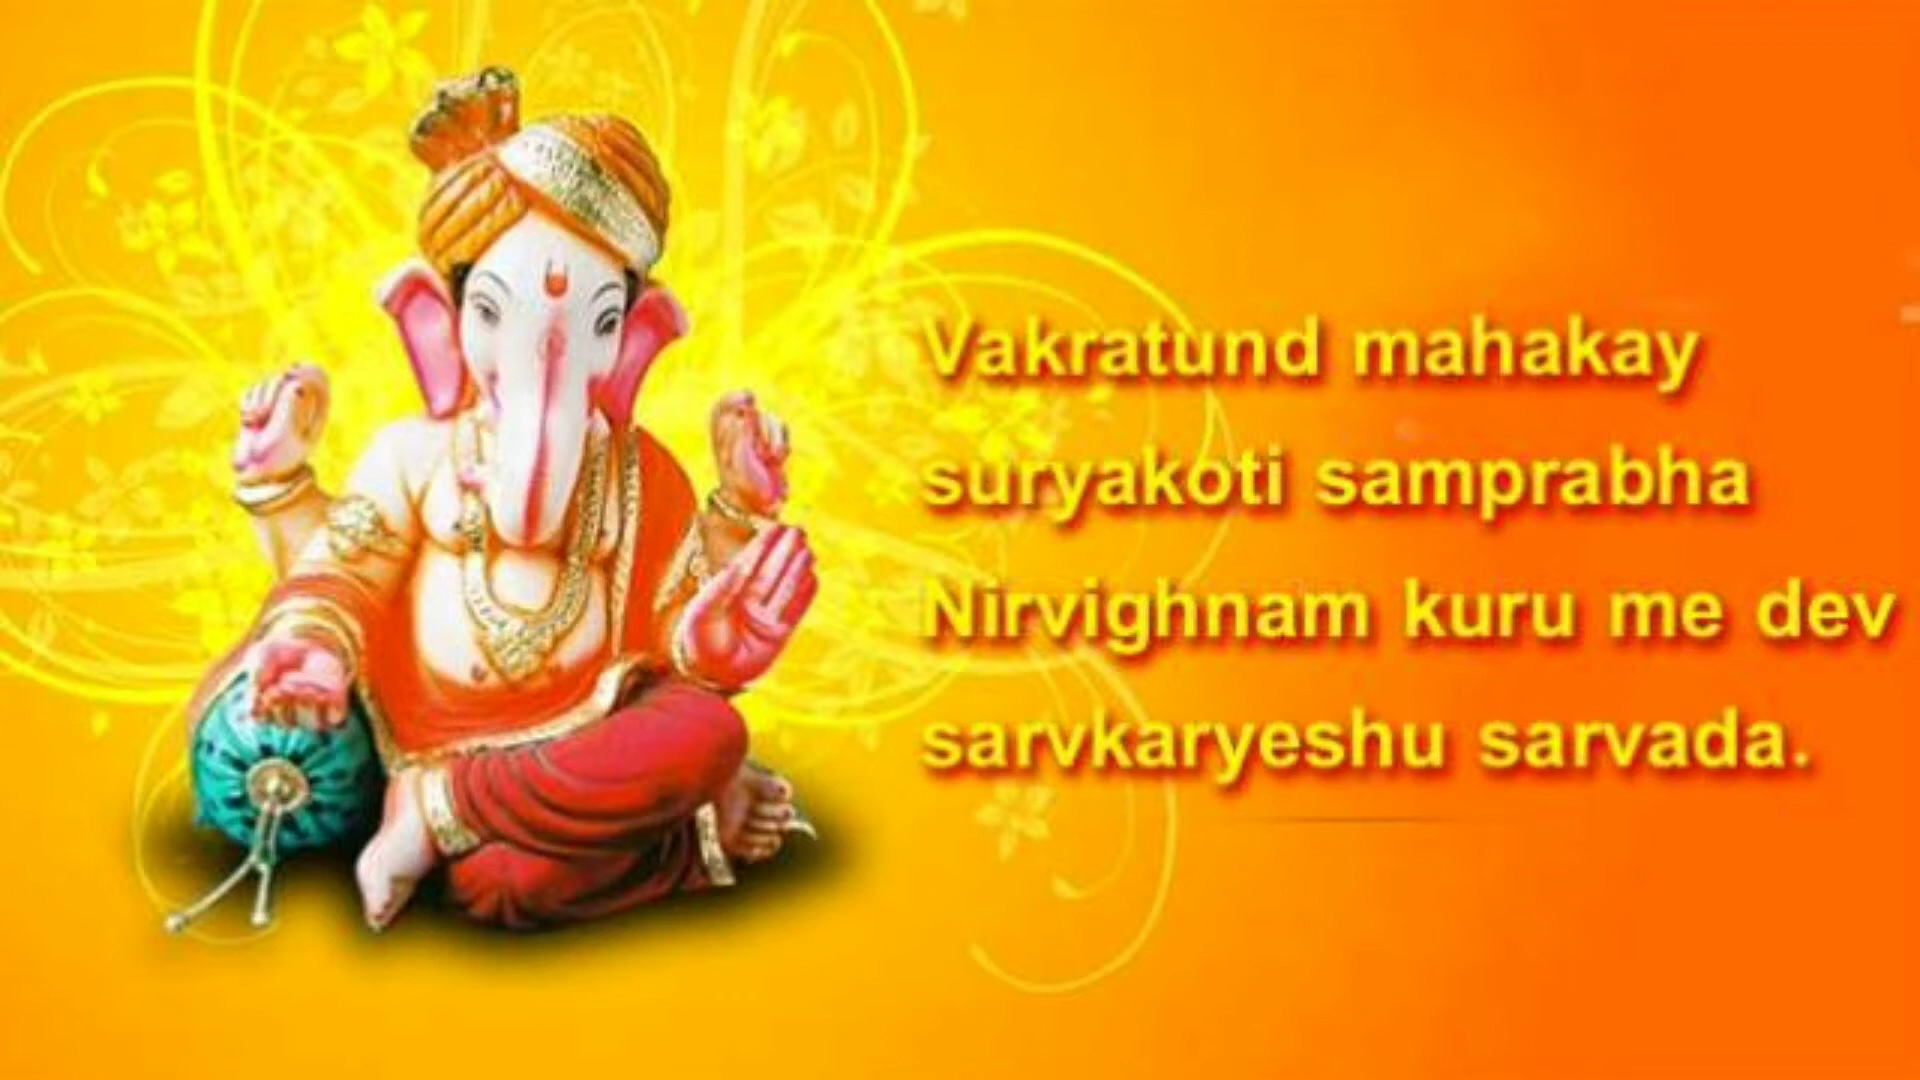 Vakratund mahakay
suryakoti samprabha
Nirvighnam kuru me dev
sarvkaryeshu sarvada.